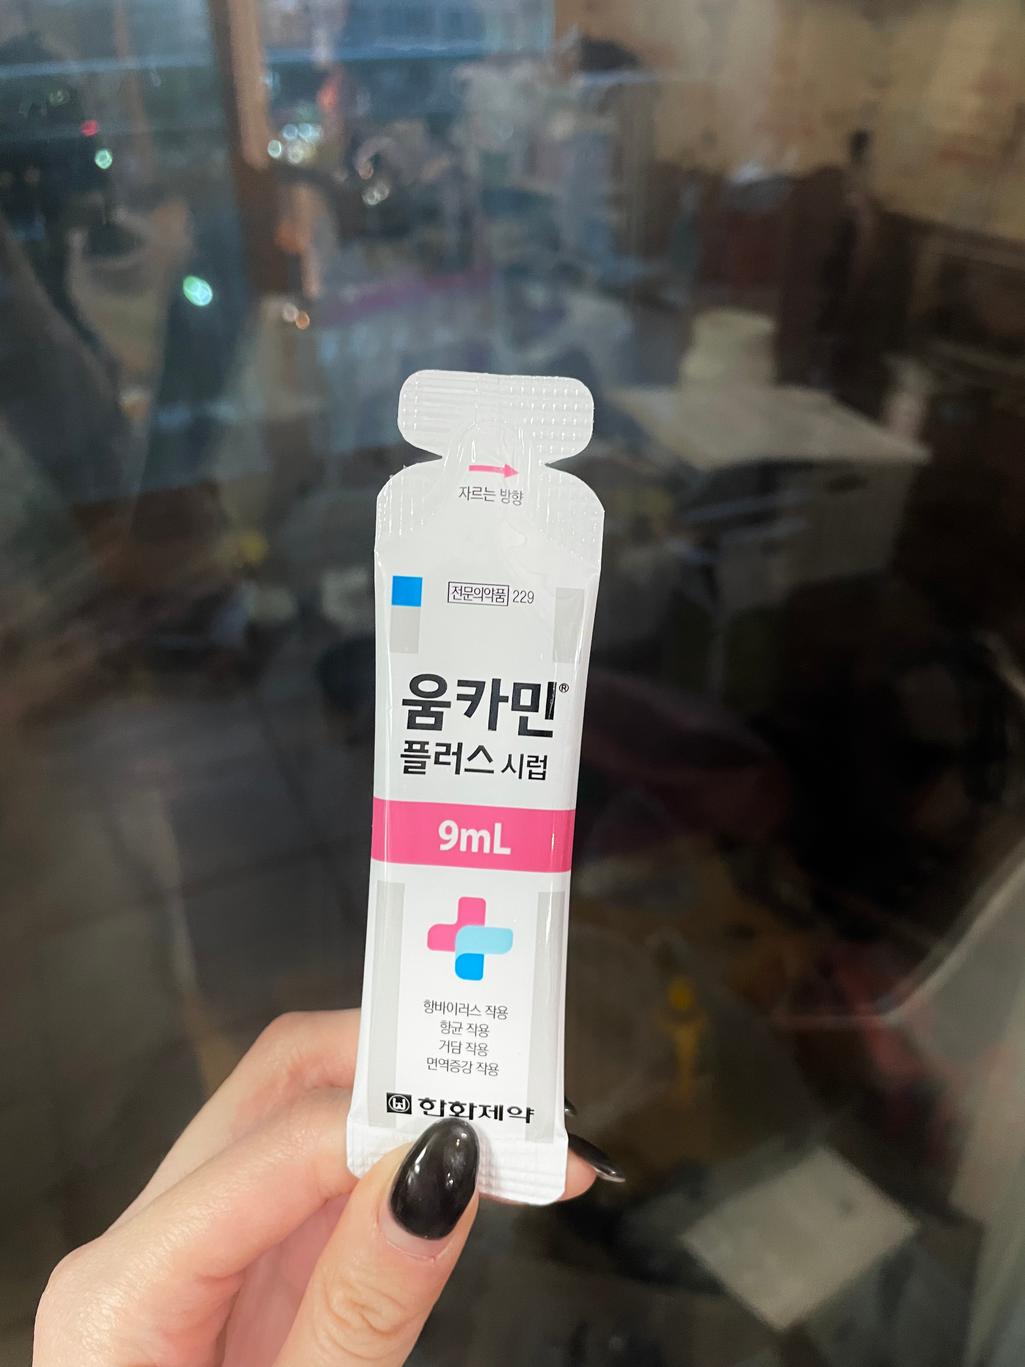 자르는 방향
전문의약품 229
움카민®
플러스 시럽
9mL
항바이러스 작용
항균 작용
거담 작용
면역증강 작용
한화제약